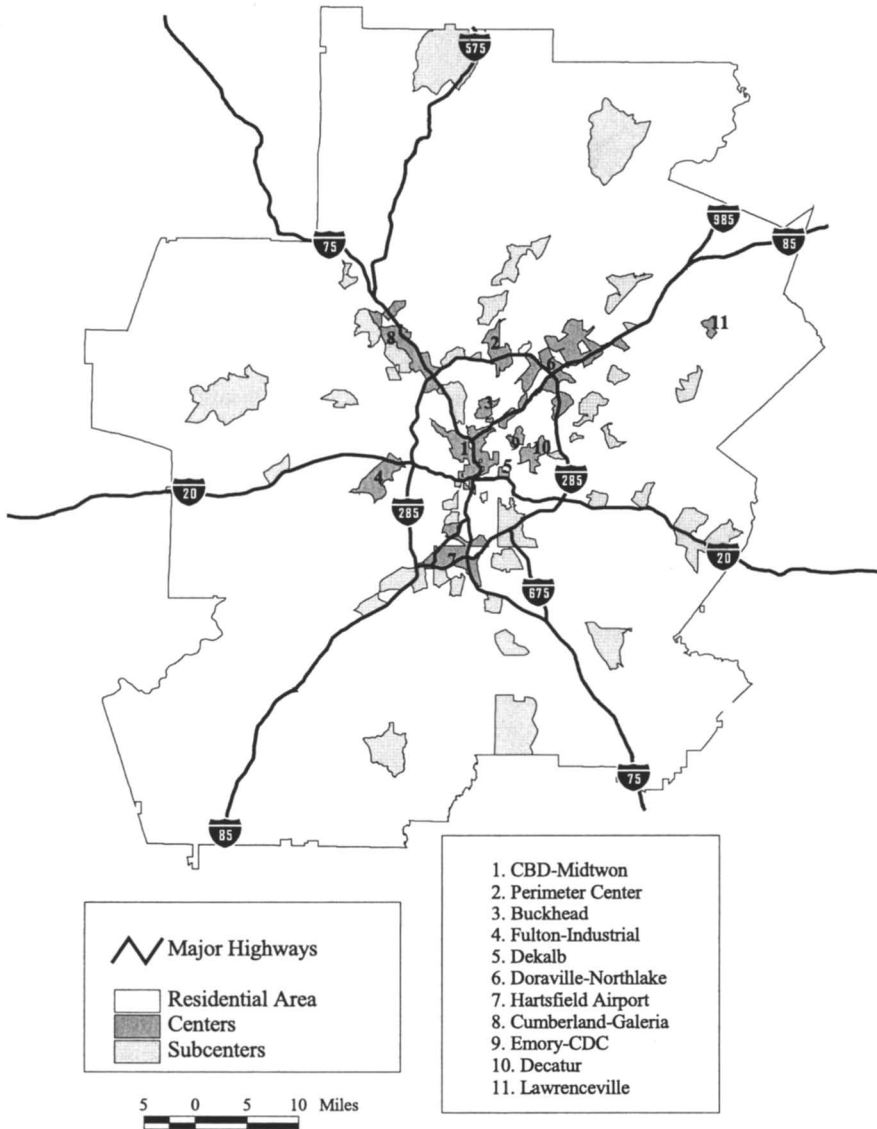 575
985
75
85
11
2
8
6
3
1
9
10
5
4
20
285
285
20
7
675
75
85
Major Highways
Residential Area
Centers
Subcenters
5 0 5 10 Miles
1. CBD-Midtwon
2. Perimeter Center
3. Buckhead
4. Fulton-Industrial
5. Dekalb
6. Doraville-Northlake
7. Hartsfield Airport
8. Cumberland-Galeria
9. Emory-CDC
10. Decatur
11. Lawrenceville